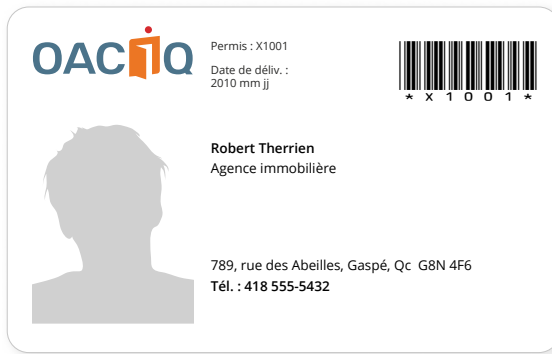 OACIQ
Permis : X1001
Date de déliv. :
2010 mm jj
* X 1 0 0 1 *
Robert Therrien
Agence immobilière
789, rue des Abeilles, Gaspé, Qc  G8N 4F6
Tél. : 418 555-5432